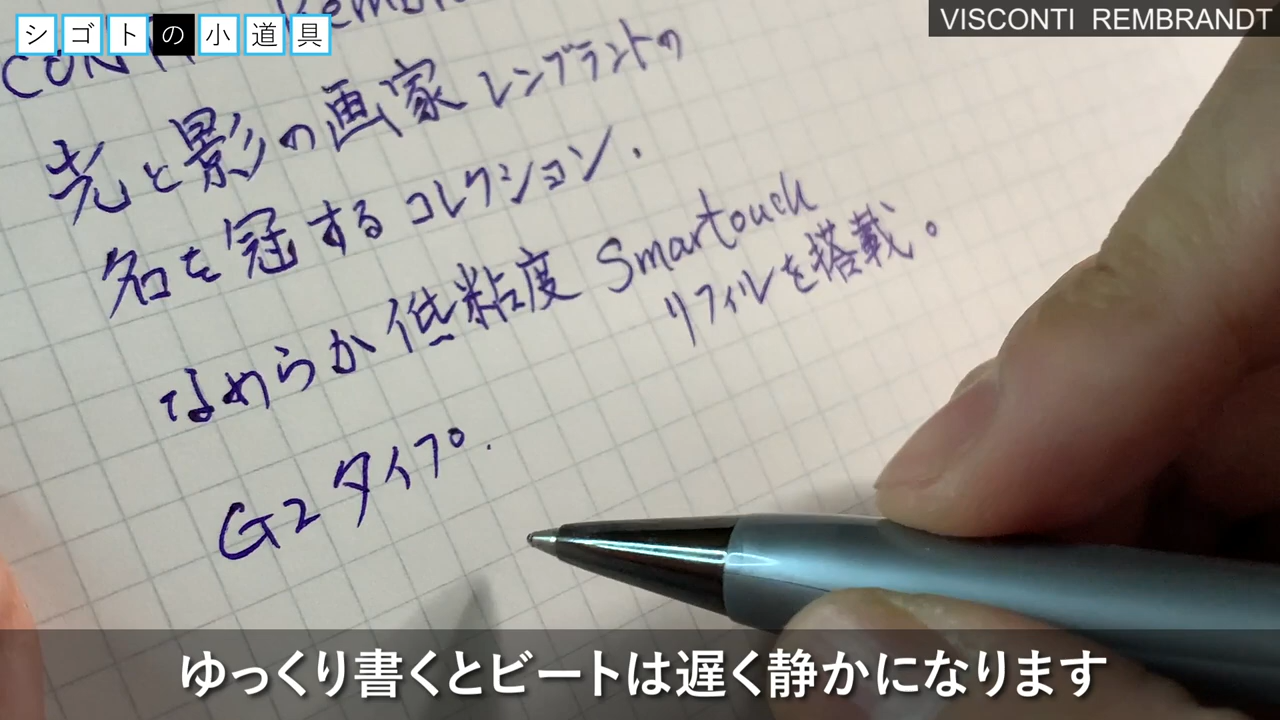 シゴトの小道具
VISCONTI REMBRANDT
光と影の画家 レンブラントの
名を冠するコレクション.
なめらか低粘度 Smartouch
リフィルを搭載。
G2タイプ.
ゆっくり書くとビートは遅く静かになります